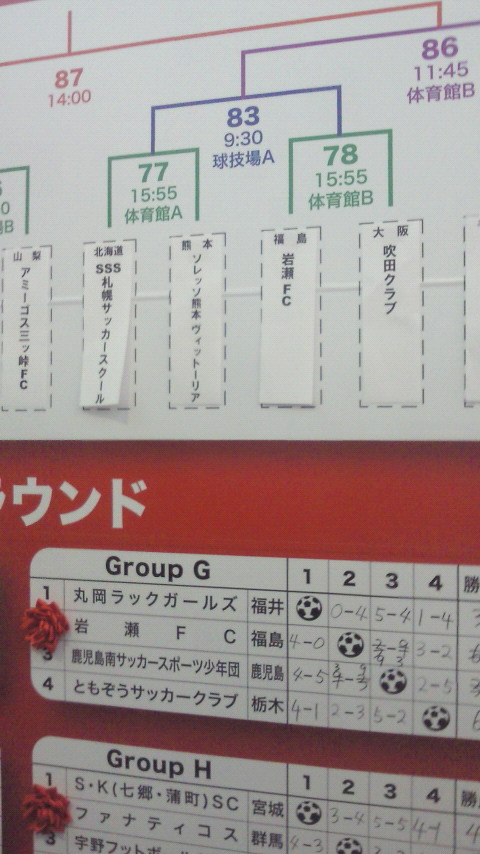 87
14:00
86
11:45
体育館B
83
9:30
球技場A
77
15:55
体育館A
78
15:55
体育館B
山梨
アミーゴス三ッ峠FC
北海道
SSS札幌サッカースクール
熊本
ソレッソ熊本ヴィットーリア
福島
岩瀬FC
大阪
吹田クラブ
ラウンド
Group G 1 2 3 4 勝
1 丸岡ラックガールズ 福井 0-4 5-4 1-4
岩瀬FC 福島 4-0 3-2
3 鹿児島南サッカースポーツ少年団 鹿児島 4-5 2-5
4 ともぞうサッカークラブ 栃木 4-1 2-3 5-2
Group H 1 2 3 4 勝
1 S・K(七郷・蒲町)SC 宮城 3-4 5-5 4-1
ファナティコス 群馬 4-3
3 宇野フットボール